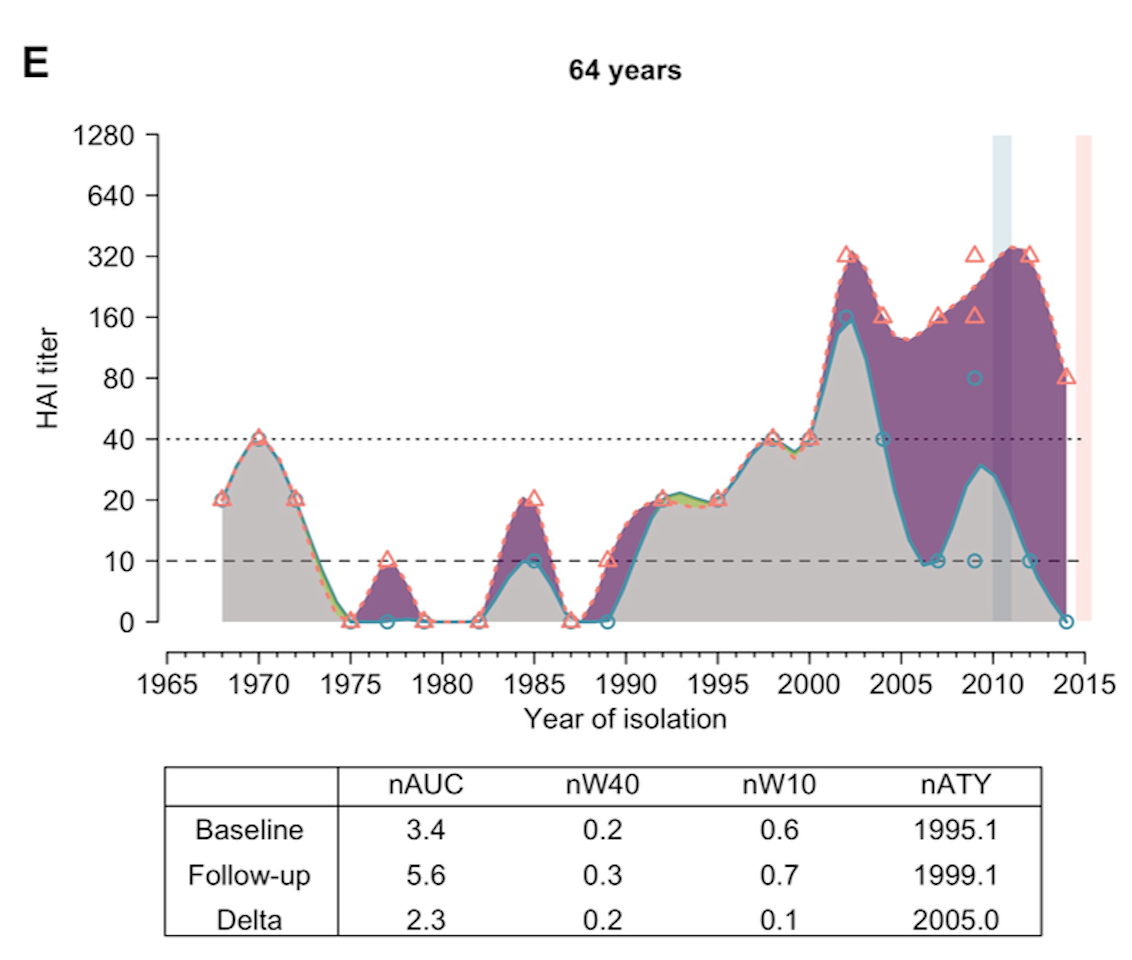 E
64 years
1280
640
320
160
80
40
20
10
0
HAI titer
1965 1970 1975 1980 1985 1990 1995 2000 2005 2010 2015
Year of isolation
nAUC nW40 nW10 nATY
Baseline 3.4 0.2 0.6 1995.1
Follow-up 5.6 0.3 0.7 1999.1
Delta 2.3 0.2 0.1 2005.0